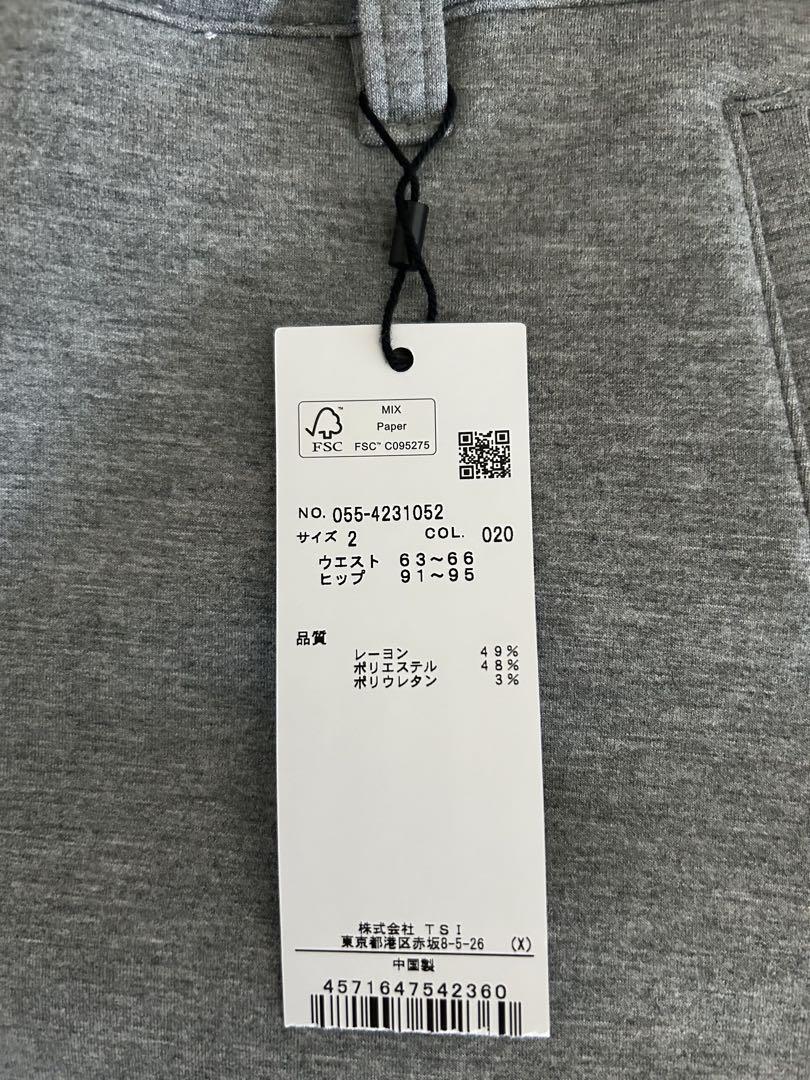 MIX
Paper
FSC™ C095275
FSC
NO. 055-4231052
サイズ 2 COL. 020
ウエスト 63～66
ヒップ 91～95
品質
レーヨン 49%
ポリエステル 48%
ポリウレタン 3%
株式会社 TSI
東京都港区赤坂8-5-26 (X)
中国製
4571647542360